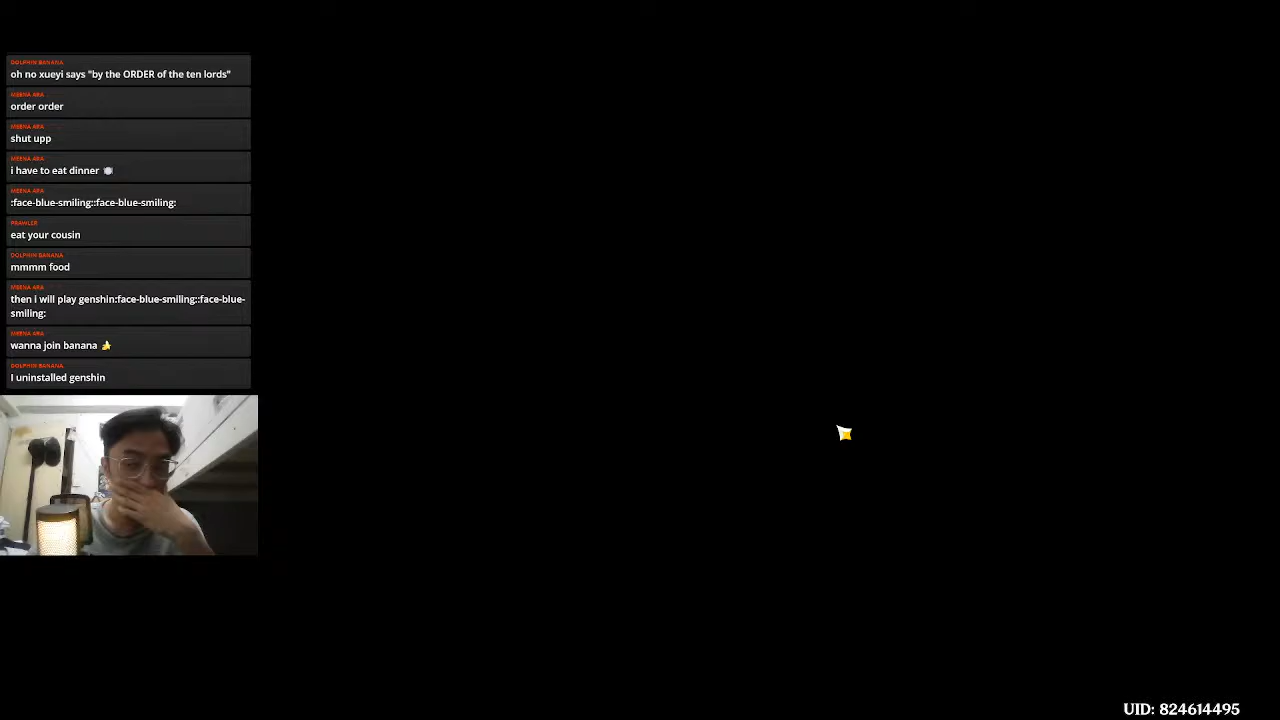 DOLPHIN BANANA
oh no xueyi says "by the ORDER of the ten lords"
MEENA ARA
order order
MEENA ARA
shut upp
MEENA ARA
i have to eat dinner 🍽️
MEENA ARA
:face-blue-smiling::face-blue-smiling:
PRAWLER
eat your cousin
DOLPHIN BANANA
mmmm food
MEENA ARA
then i will play genshin:face-blue-smiling::face-blue-
smiling:
MEENA ARA
wanna join banana 🍌
DOLPHIN BANANA
I uninstalled genshin
UID: 824614495